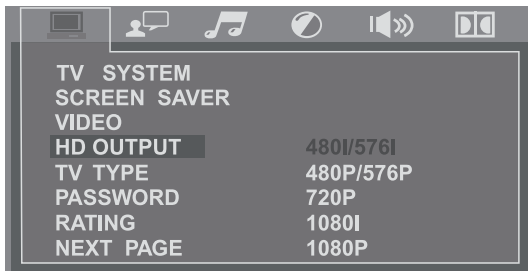 TV SYSTEM
SCREEN SAVER
VIDEO
HD OUTPUT 480I/576I
TV TYPE 480P/576P
PASSWORD 720P
RATING 1080I
NEXT PAGE 1080P